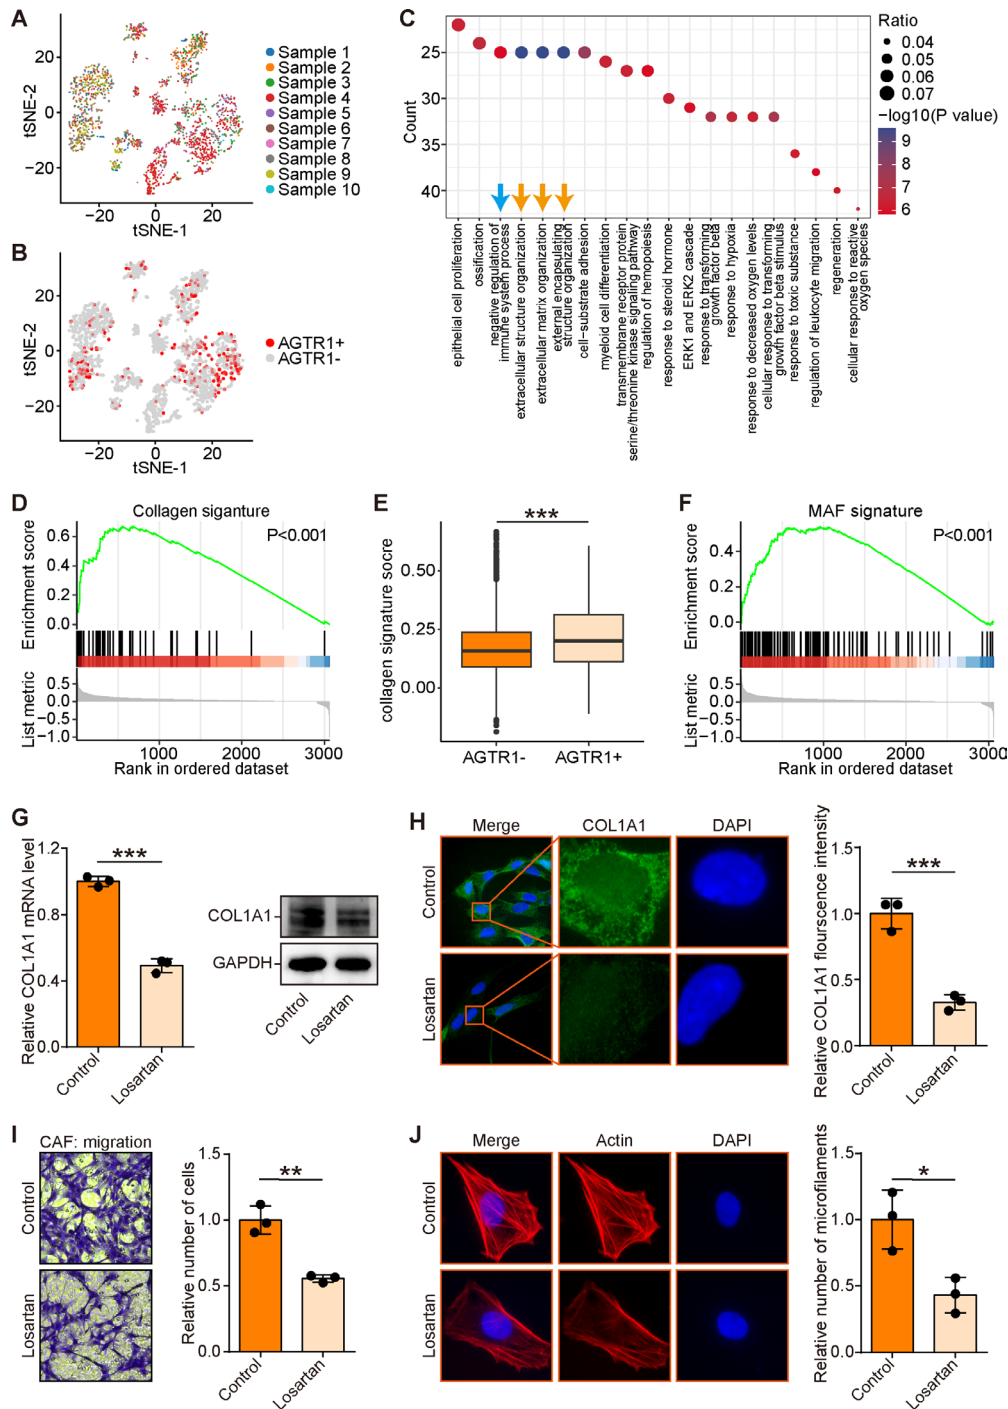 A
20
0
−20
tSNE-2
−20
0
20
tSNE-1
Sample 1
Sample 2
Sample 3
Sample 4
Sample 5
Sample 6
Sample 7
Sample 8
Sample 9
Sample 10
B
20
0
−20
tSNE-2
−20
0
20
tSNE-1
AGTR1+
AGTR1-
C
Count
25
30
35
40
epithelial cell proliferation
ossification
negative regulation of
immune system process
extracellular structure organization
extracellular matrix organization
external encapsulating
structure organization
cell−substrate adhesion
myeloid cell differentiation
transmembrane receptor protein
serine/threonine kinase signaling pathway
regulation of hemopoiesis
response to steroid hormone
ERK1 and ERK2 cascade
response to transforming
growth factor beta
response to hypoxia
response to decreased oxygen levels
cellular response to transforming
growth factor beta stimulus
response to toxic substance
regulation of leukocyte migration
regeneration
cellular response to reactive
oxygen species
Ratio
0.04
0.05
0.06
0.07
−log10(P value)
9
8
7
6
D
Collagen siganture
P<0.001
Enrichment score
0.6
0.4
0.2
0.0
List metric
0.5
0.0
−0.5
−1.0
1000
2000
3000
Rank in ordered dataset
E
***
collagen signature socre
0.50
0.25
0.00
AGTR1-
AGTR1+
F
MAF signature
P<0.001
Enrichment score
0.4
0.2
0.0
List metric
0.5
0.0
−0.5
−1.0
1000
2000
3000
Rank in ordered dataset
G
Relative COL1A1 mRNA level
1.2
0.8
0.4
0.0
***
Control
Losartan
COL1A1
GAPDH
Control
Losartan
H
Merge
COL1A1
DAPI
Control
Losartan
Relative COL1A1 flourscence intensity
1.5
1.0
0.5
0.0
***
Control
Losartan
I
CAF: migration
Control
Losartan
Relative number of cells
1.5
1.0
0.5
0.0
**
Control
Losartan
J
Merge
Actin
DAPI
Control
Losartan
Relative number of microfilaments
1.5
1.0
0.5
0.0
*
Control
Losartan